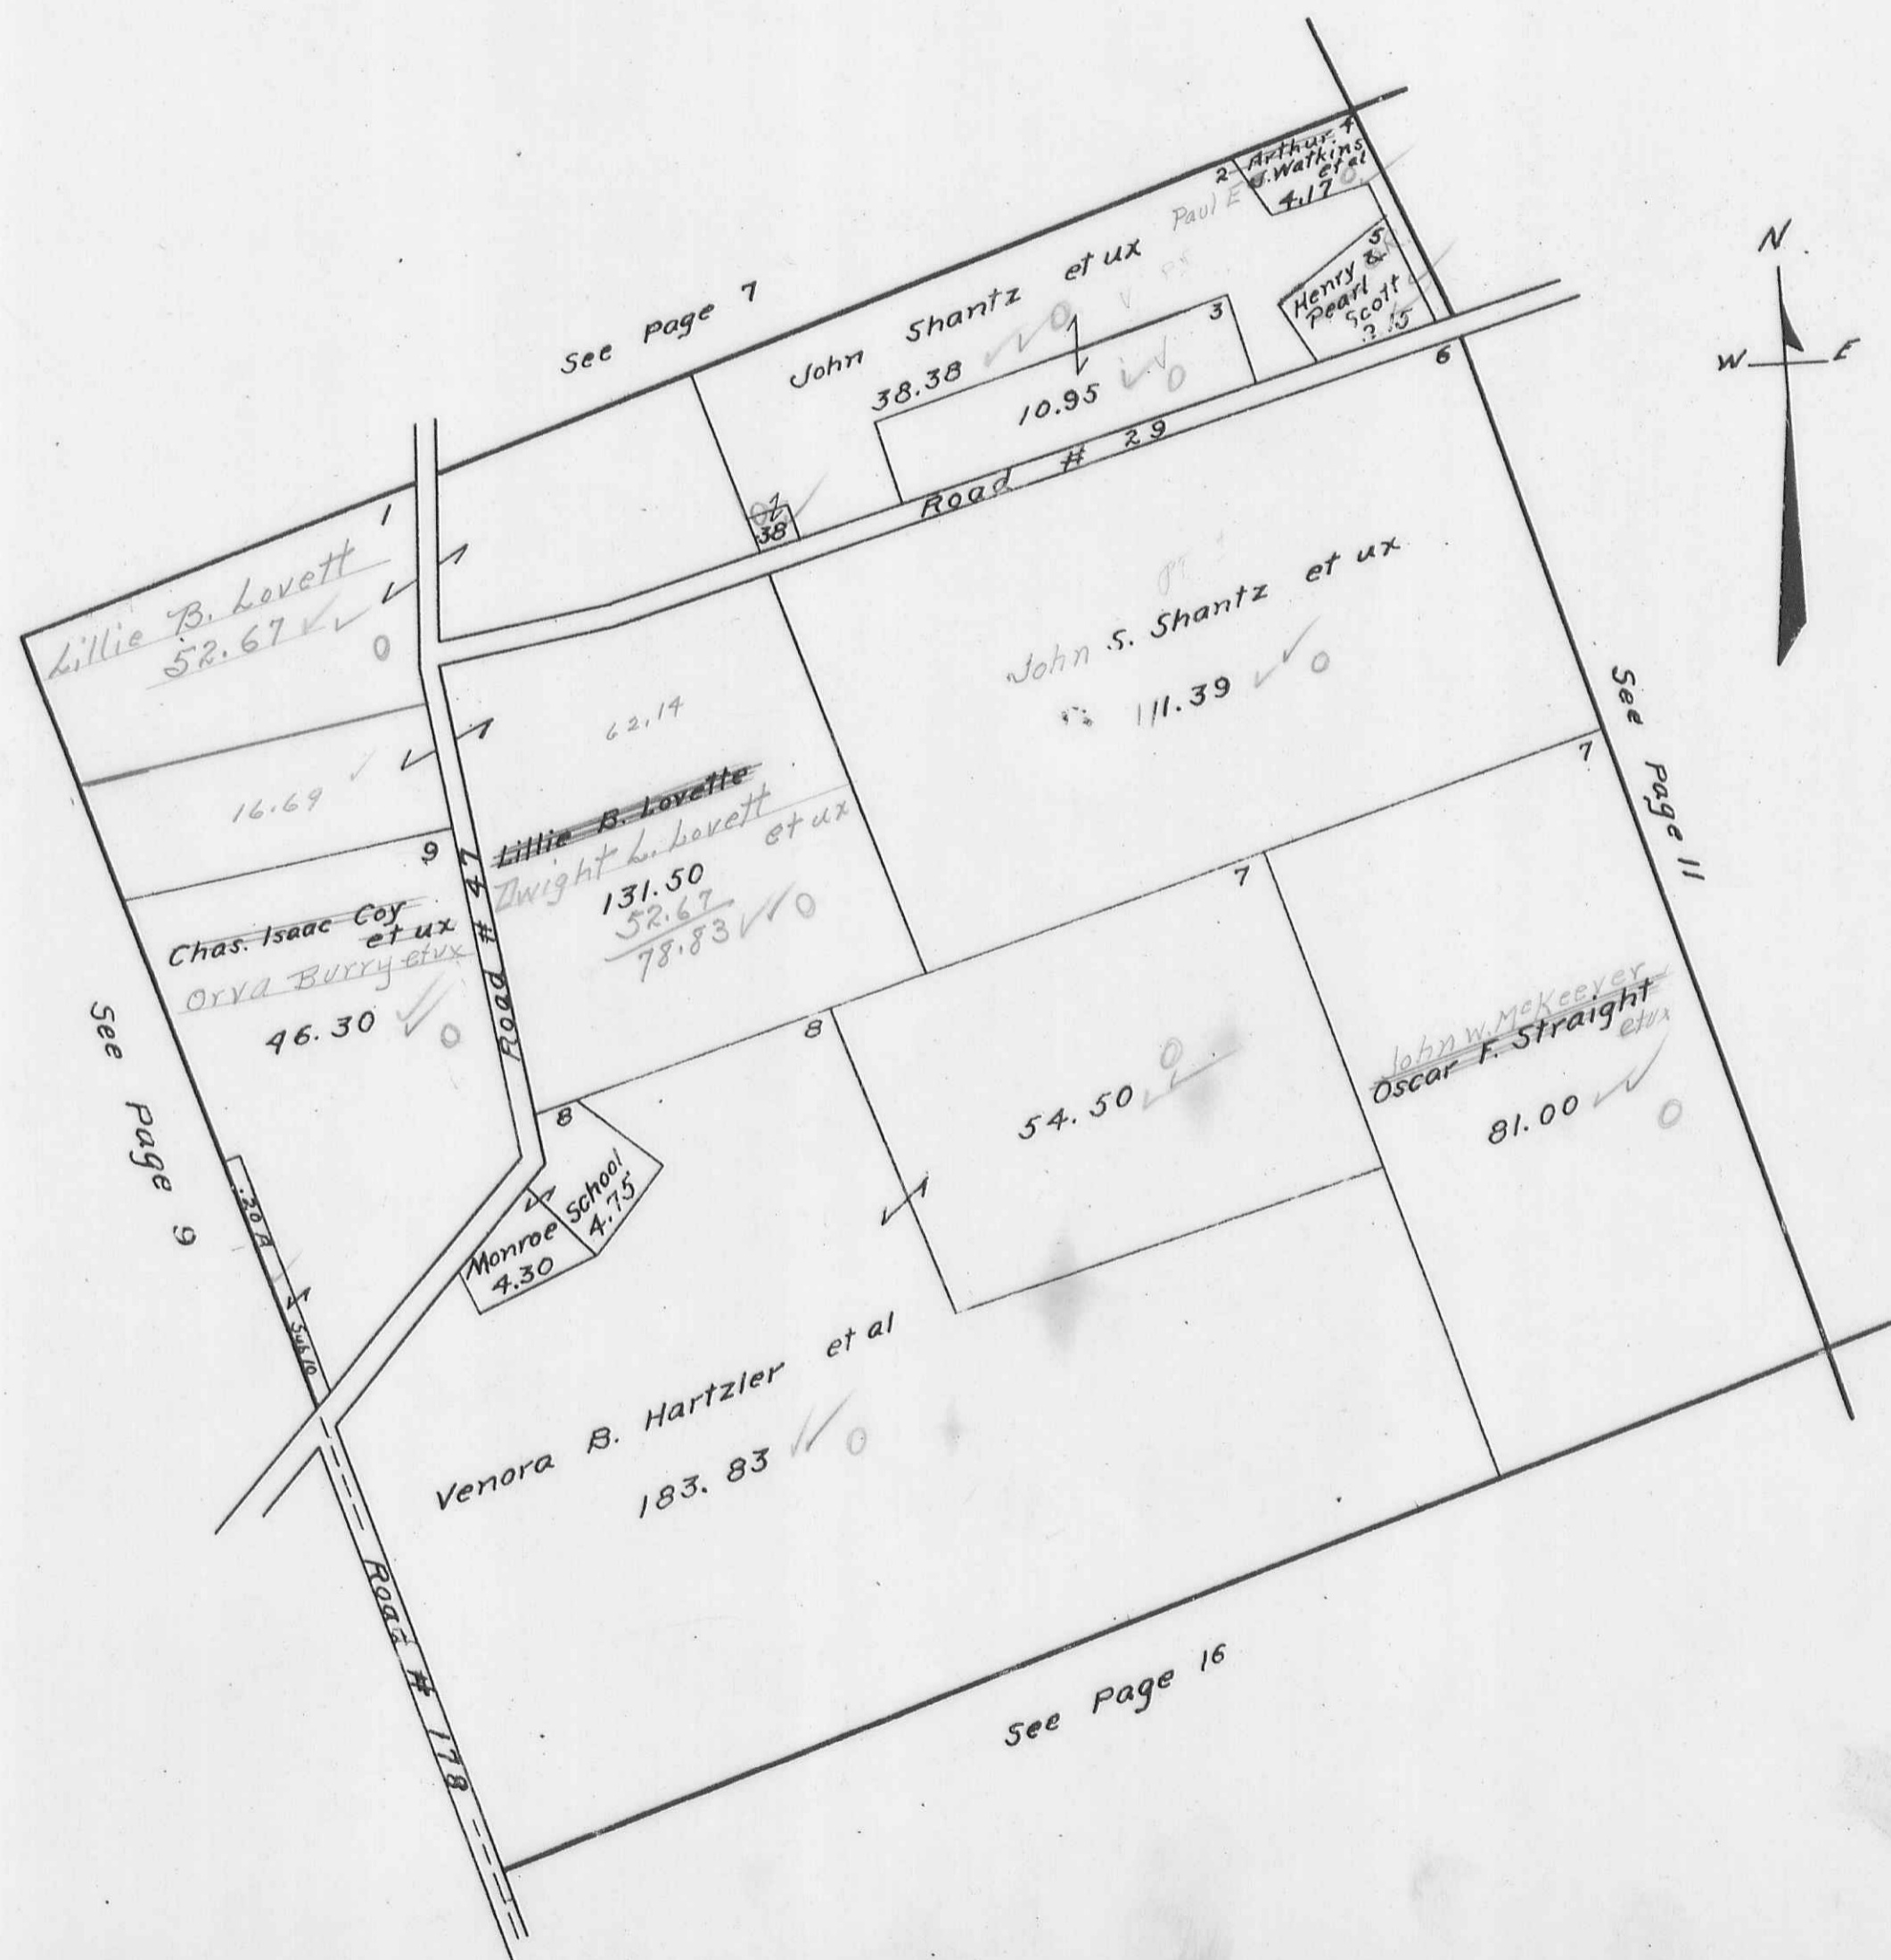 N.
W E
4
Arthur
J. Watkins
et al
4.17
2
Paul E
See Page 7
John Shantz et ux
38.38
3
10.95
5
Henry &
Pearl
Scott
6
Road # 29
.38
1
Lillie B. Lovett
52.67
16.69
62.14
Lillie B. Lovette
Dwight L. Lovett
et ux
131.50
52.67
78.83
John S. Shantz et ux
111.39
See Page 11
7
7
9
Chas. Isaac Coy
et ux
Orva Burry et ux
46.30
Road # 47
See Page 9
8
8
School
4.75
Monroe
4.30
54.50
John W. McKeever
et ux
Oscar F. Straight
81.00
.20 A
Sub 10
Venora B. Hartzler et al
183.83
Road # 178
See Page 16